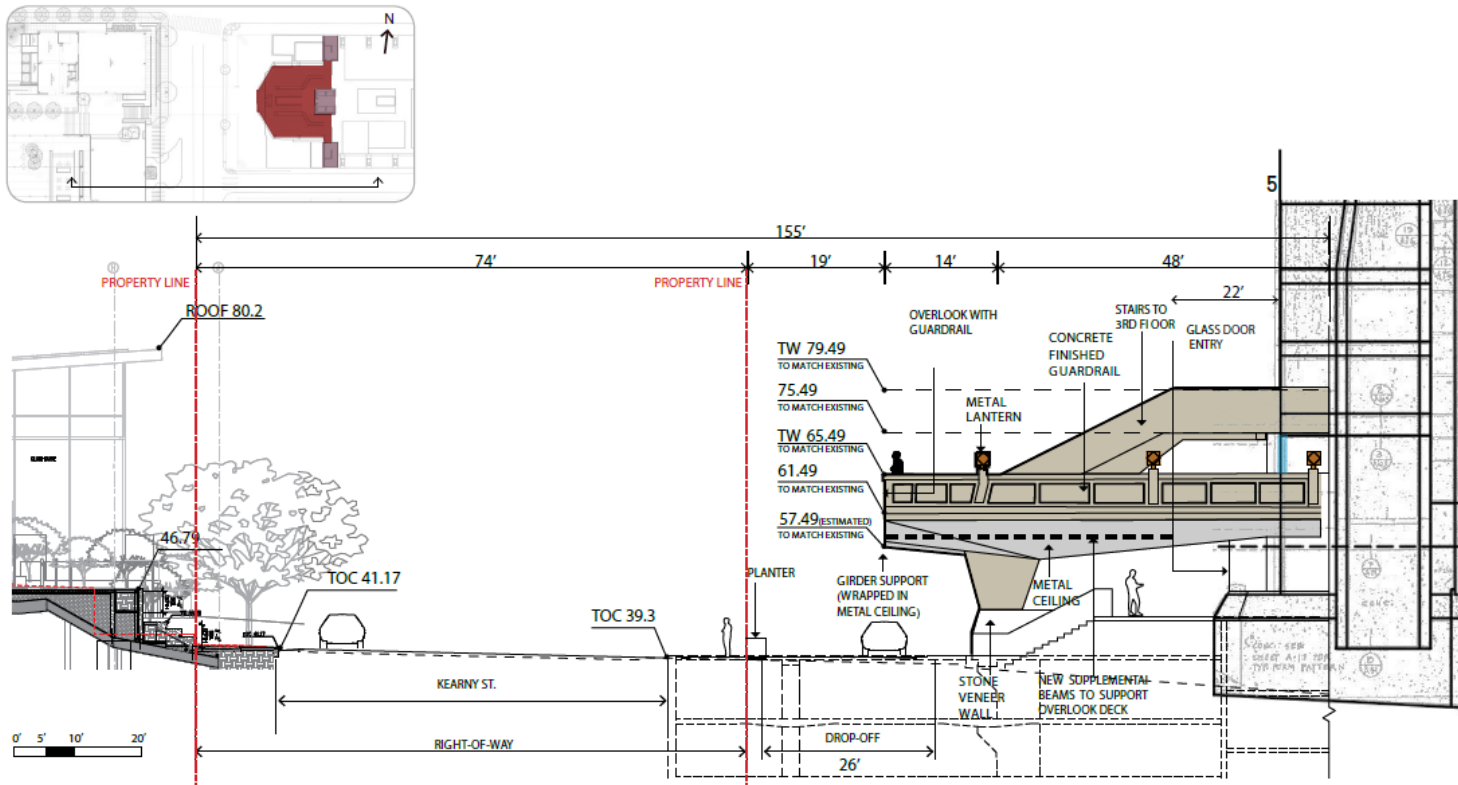 N
5
155'
74'
19'
14'
48'
22'
PROPERTY LINE
PROPERTY LINE
ROOF 80.2
OVERLOOK WITH
GUARDRAIL
STAIRS TO
3RD FLOOR
GLASS DOOR
ENTRY
CONCRETE
FINISHED
GUARDRAIL
TW 79.49
TO MATCH EXISTING
75.49
TO MATCH EXISTING
METAL
LANTERN
TW 65.49
TO MATCH EXISTING
61.49
TO MATCH EXISTING
57.49 (ESTIMATED)
TO MATCH EXISTING
46.79
TOC 41.17
PLANTER
GIRDER SUPPORT
(WRAPPED IN
METAL CEILING)
METAL
CEILING
TOC 39.3
KEARNY ST.
STONE
VENEER
WALL
NEW SUPPLEMENTAL
BEAMS TO SUPPORT
OVERLOOK DECK
RIGHT-OF-WAY
DROP-OFF
26'
0' 5' 10' 20'